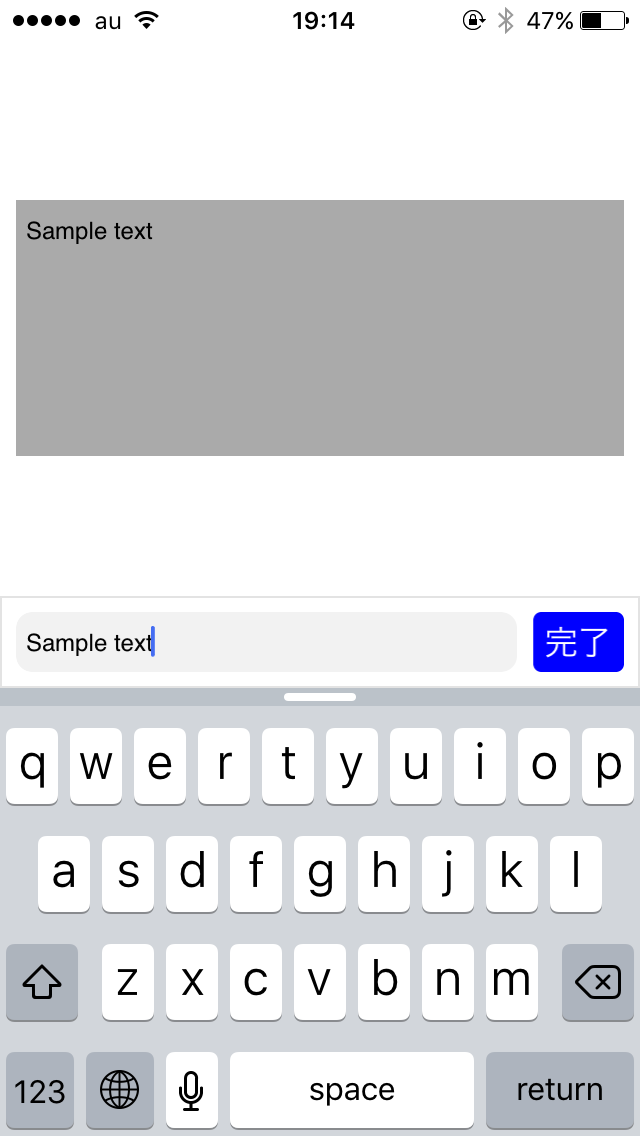 au 19:14 47%
Sample text
Sample text 完了
q w e r t y u i o p
a s d f g h j k l
z x c v b n m
123 space return